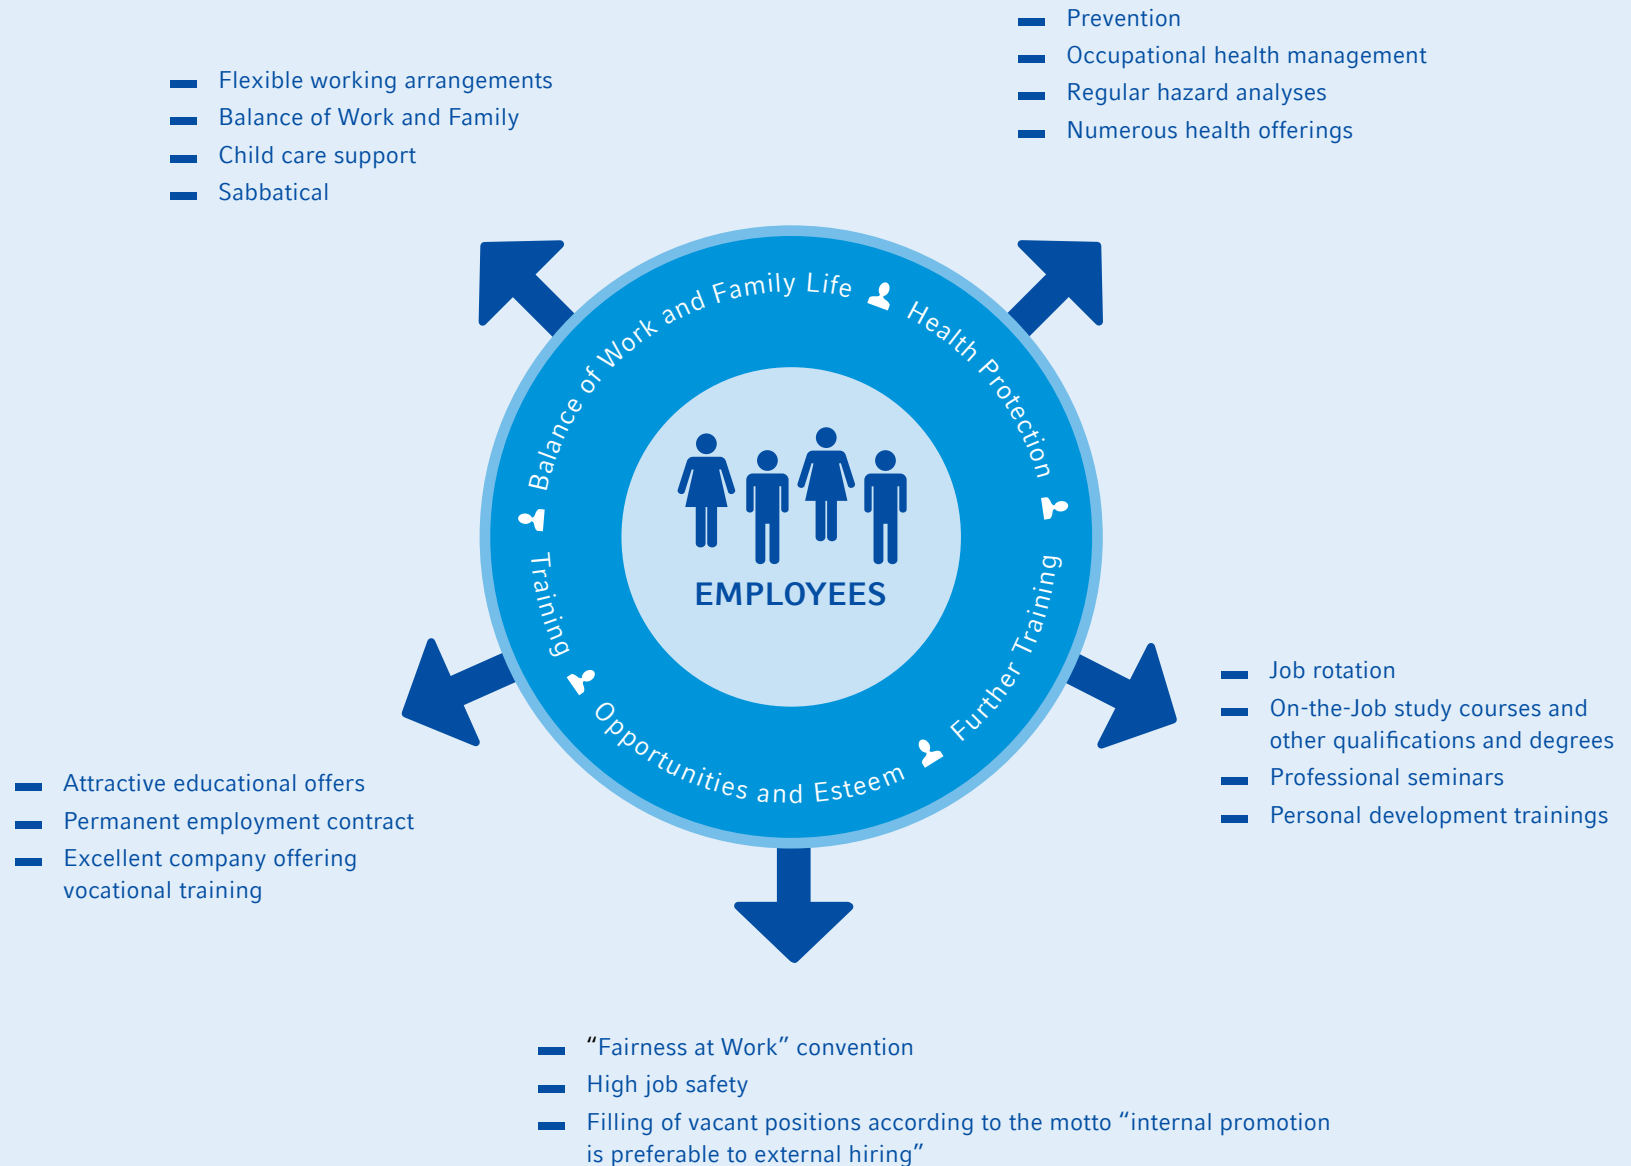 Prevention
Occupational health management
Regular hazard analyses
Numerous health offerings
Flexible working arrangements
Balance of Work and Family
Child care support
Sabbatical
Balance of Work and Family Life
Health Protection
Further Training
Opportunities and Esteem
Training
EMPLOYEES
Job rotation
On-the-Job study courses and
other qualifications and degrees
Professional seminars
Personal development trainings
Attractive educational offers
Permanent employment contract
Excellent company offering
vocational training
“Fairness at Work” convention
High job safety
Filling of vacant positions according to the motto “internal promotion
is preferable to external hiring”